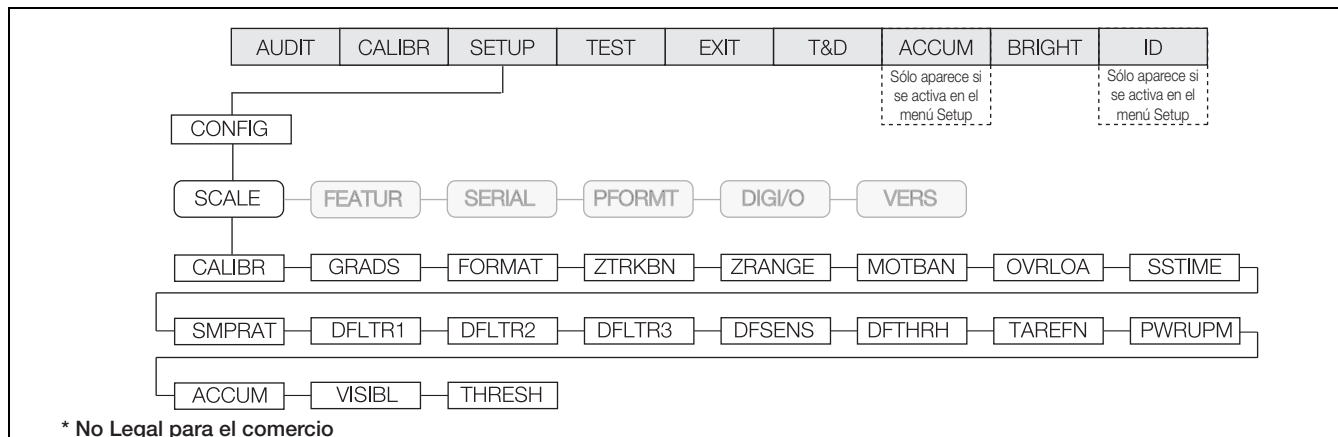 AUDIT CALIBR SETUP TEST EXIT T&D ACCUM BRIGHT ID
Sólo aparece si
se activa en el
menú Setup
Sólo aparece si
se activa en el
menú Setup
CONFIG
SCALE FEATUR SERIAL PFORMT DIGI/O VERS
CALIBR GRADS FORMAT ZTRKBN ZRANGE MOTBAN OVRLOA SSTIME
SMPRAT DFLTR1 DFLTR2 DFLTR3 DFSENS DFTHRH TAREFN PWRUPM
ACCUM VISIBL THRESH
* No Legal para el comercio